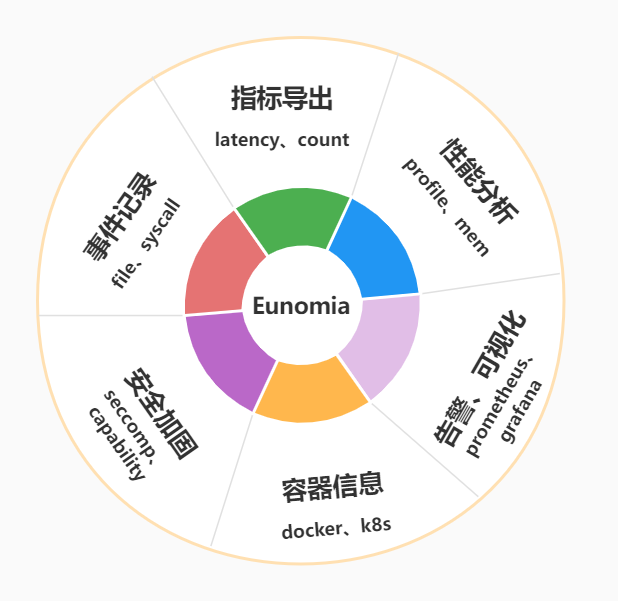 指标导出
latency、count
性能分析
profile、mem
告警、可视化
prometheus、
grafana
容器信息
docker、k8s
安全加固
seccomp、
capability
事件记录
file、syscall
Eunomia